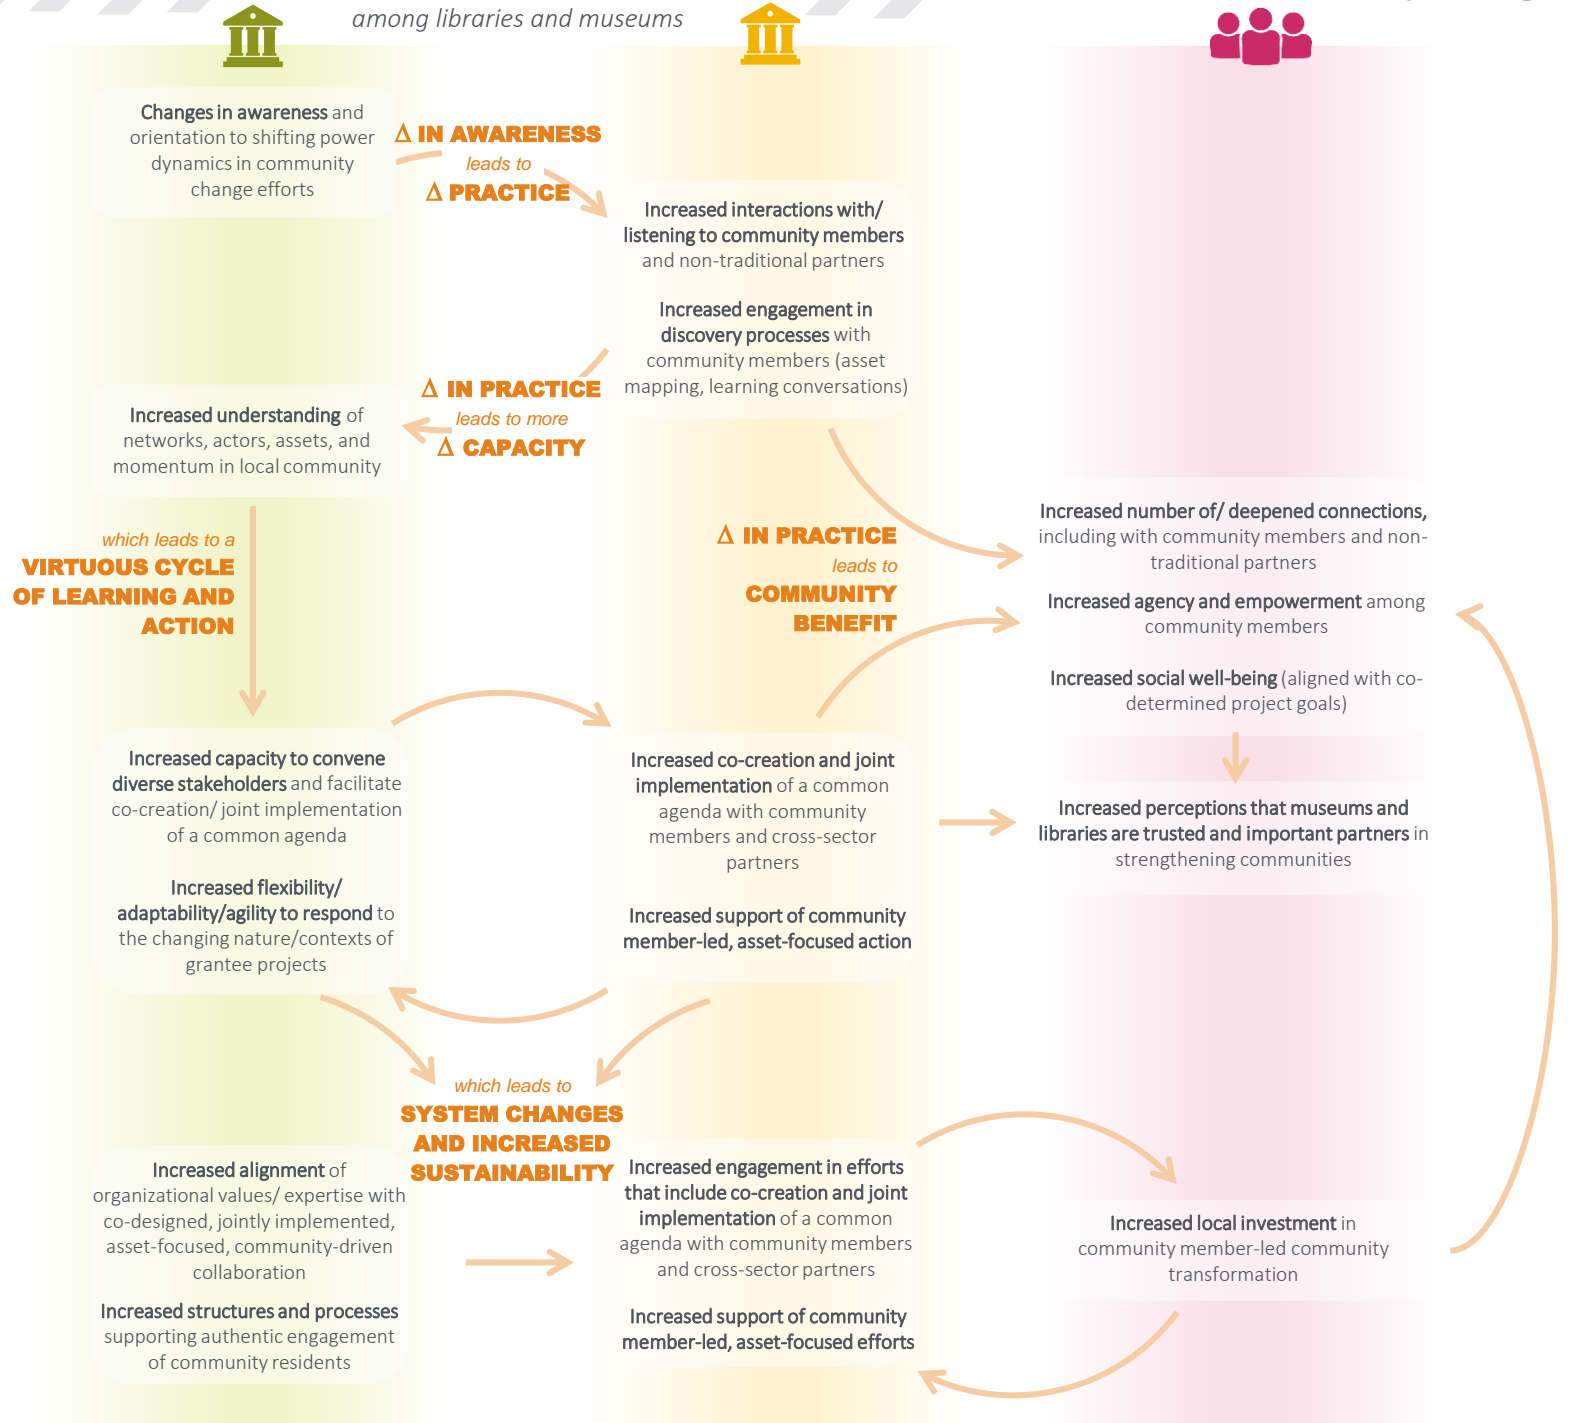 among libraries and museums
Changes in awareness and
orientation to shifting power
dynamics in community
change efforts
Δ IN AWARENESS
leads to
Δ PRACTICE
Increased interactions with/
listening to community members
and non-traditional partners
Increased engagement in
discovery processes with
community members (asset
mapping, learning conversations)
Δ IN PRACTICE
leads to more
Δ CAPACITY
Increased understanding of
networks, actors, assets, and
momentum in local community
which leads to a
VIRTUOUS CYCLE
OF LEARNING AND
ACTION
Δ IN PRACTICE
leads to
COMMUNITY
BENEFIT
Increased number of/ deepened connections,
including with community members and non-
traditional partners
Increased agency and empowerment among
community members
Increased social well-being (aligned with co-
determined project goals)
Increased capacity to convene
diverse stakeholders and facilitate
co-creation/ joint implementation
of a common agenda
Increased flexibility/
adaptability/agility to respond to
the changing nature/contexts of
grantee projects
Increased co-creation and joint
implementation of a common
agenda with community
members and cross-sector
partners
Increased support of community
member-led, asset-focused action
Increased perceptions that museums and
libraries are trusted and important partners in
strengthening communities
which leads to
SYSTEM CHANGES
AND INCREASED
SUSTAINABILITY
Increased alignment of
organizational values/ expertise with
co-designed, jointly implemented,
asset-focused, community-driven
collaboration
Increased structures and processes
supporting authentic engagement
of community residents
Increased engagement in efforts
that include co-creation and joint
implementation of a common
agenda with community members
and cross-sector partners
Increased support of community
member-led, asset-focused efforts
Increased local investment in
community member-led community
transformation